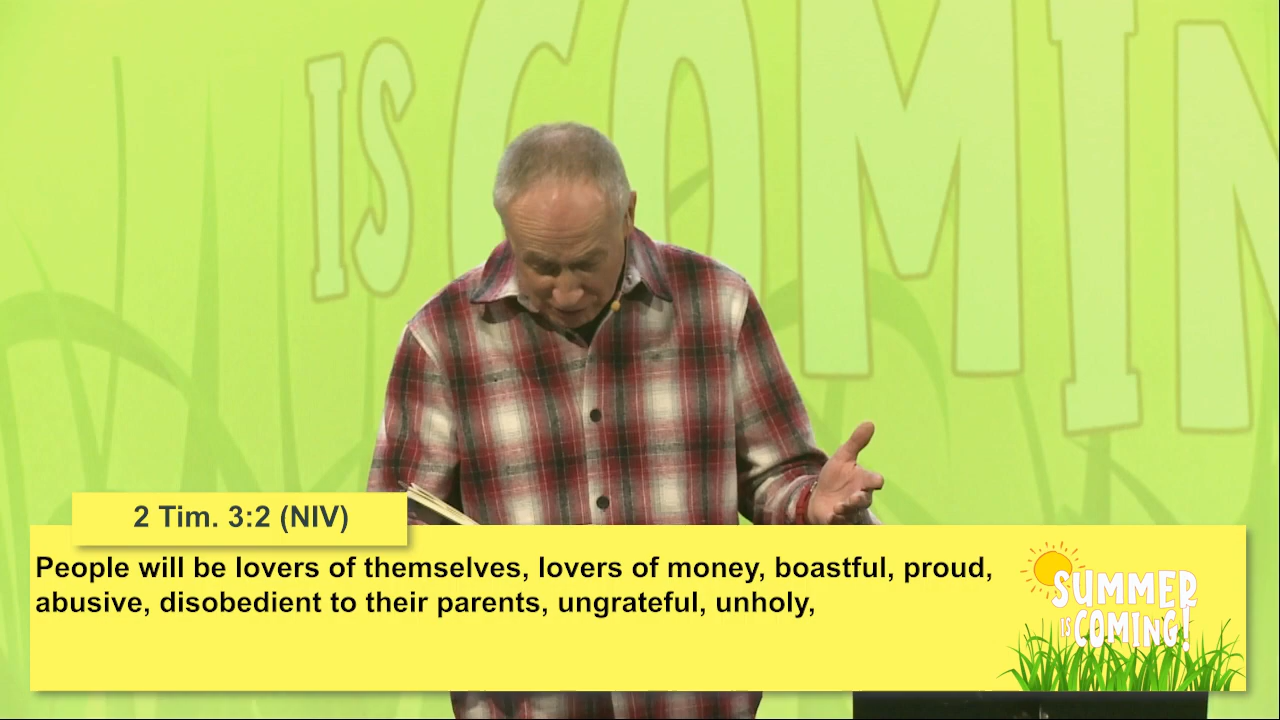 IS COMIN
2 Tim. 3:2 (NIV)
People will be lovers of themselves, lovers of money, boastful, proud,
abusive, disobedient to their parents, ungrateful, unholy,
SUMMER
IS COMING!